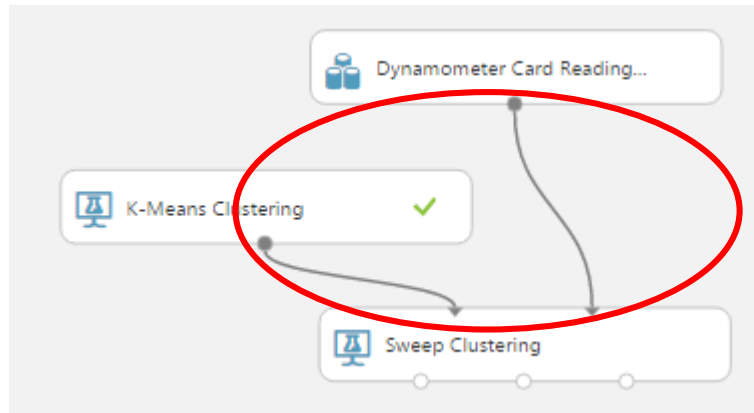 Dynamometer Card Reading...
K-Means Clustering
Sweep Clustering